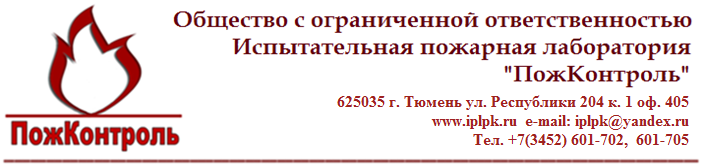 Общество с ограниченной ответственностью
Испытательная пожарная лаборатория
"ПожКонтроль"
625035 г. Тюмень ул. Республики 204 к. 1 оф. 405
www.iplpk.ru e-mail: iplpk@yandex.ru
Тел. +7(3452) 601-702, 601-705
ПожКонтроль